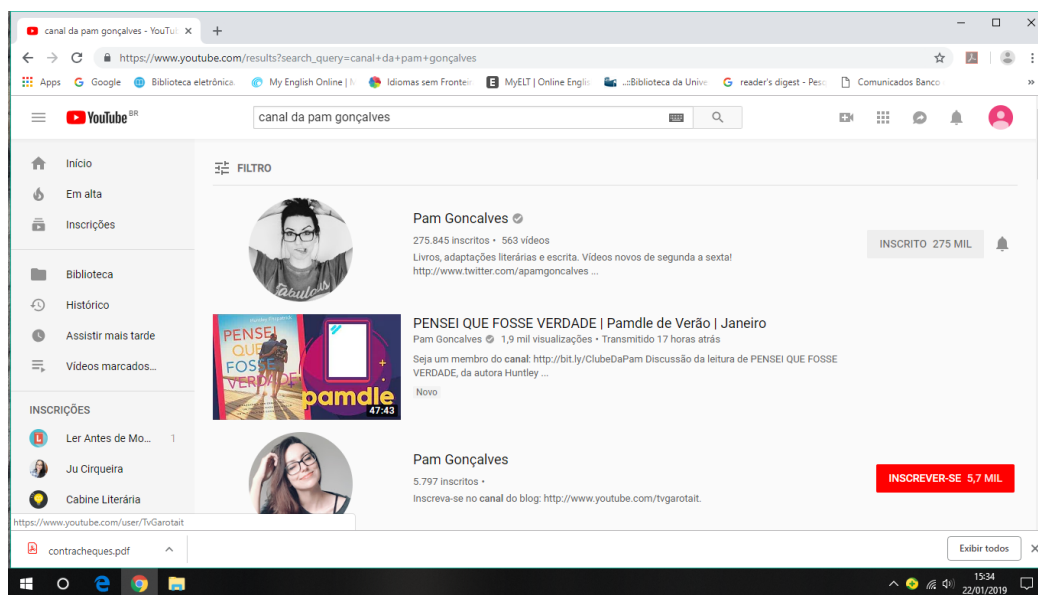 canal da pam gonçalves - YouTu
https://www.youtube.com/results?search_query=canal+da+pam+gonçalves
Apps Google Biblioteca eletrônica. My English Online | M Idiomas sem Frontei E MyELT | Online Englis ..::Biblioteca da Unive reader's digest - Pesq Comunicados Banco »
YouTube BR canal da pam gonçalves
Início
Em alta
Inscrições
Biblioteca
Histórico
Assistir mais tarde
Vídeos marcados...
INSCRIÇÕES
Ler Antes de Mo... 1
Ju Cirqueira
Cabine Literária
FILTRO
Pam Goncalves
275.845 inscritos • 563 vídeos
Livros, adaptações literárias e escrita. Vídeos novos de segunda a sexta!
http://www.twitter.com/apamgoncalves ...
INSCRITO 275 MIL
Fabulous
PENSEI
QUE
FOSSE
VERDADE
pamdle
47:43
PENSEI QUE FOSSE VERDADE | Pamdle de Verão | Janeiro
Pam Goncalves 1,9 mil visualizações • Transmitido 17 horas atrás
Seja um membro do canal: http://bit.ly/ClubeDaPam Discussão da leitura de PENSEI QUE FOSSE
VERDADE, da autora Huntley ...
Novo
Pam Gonçalves
5.797 inscritos •
Inscreva-se no canal do blog: http://www.youtube.com/tvgarotait.
INSCREVER-SE 5,7 MIL
https://www.youtube.com/user/TvGarotait
contracheques.pdf
Exibir todos
15:34
22/01/2019